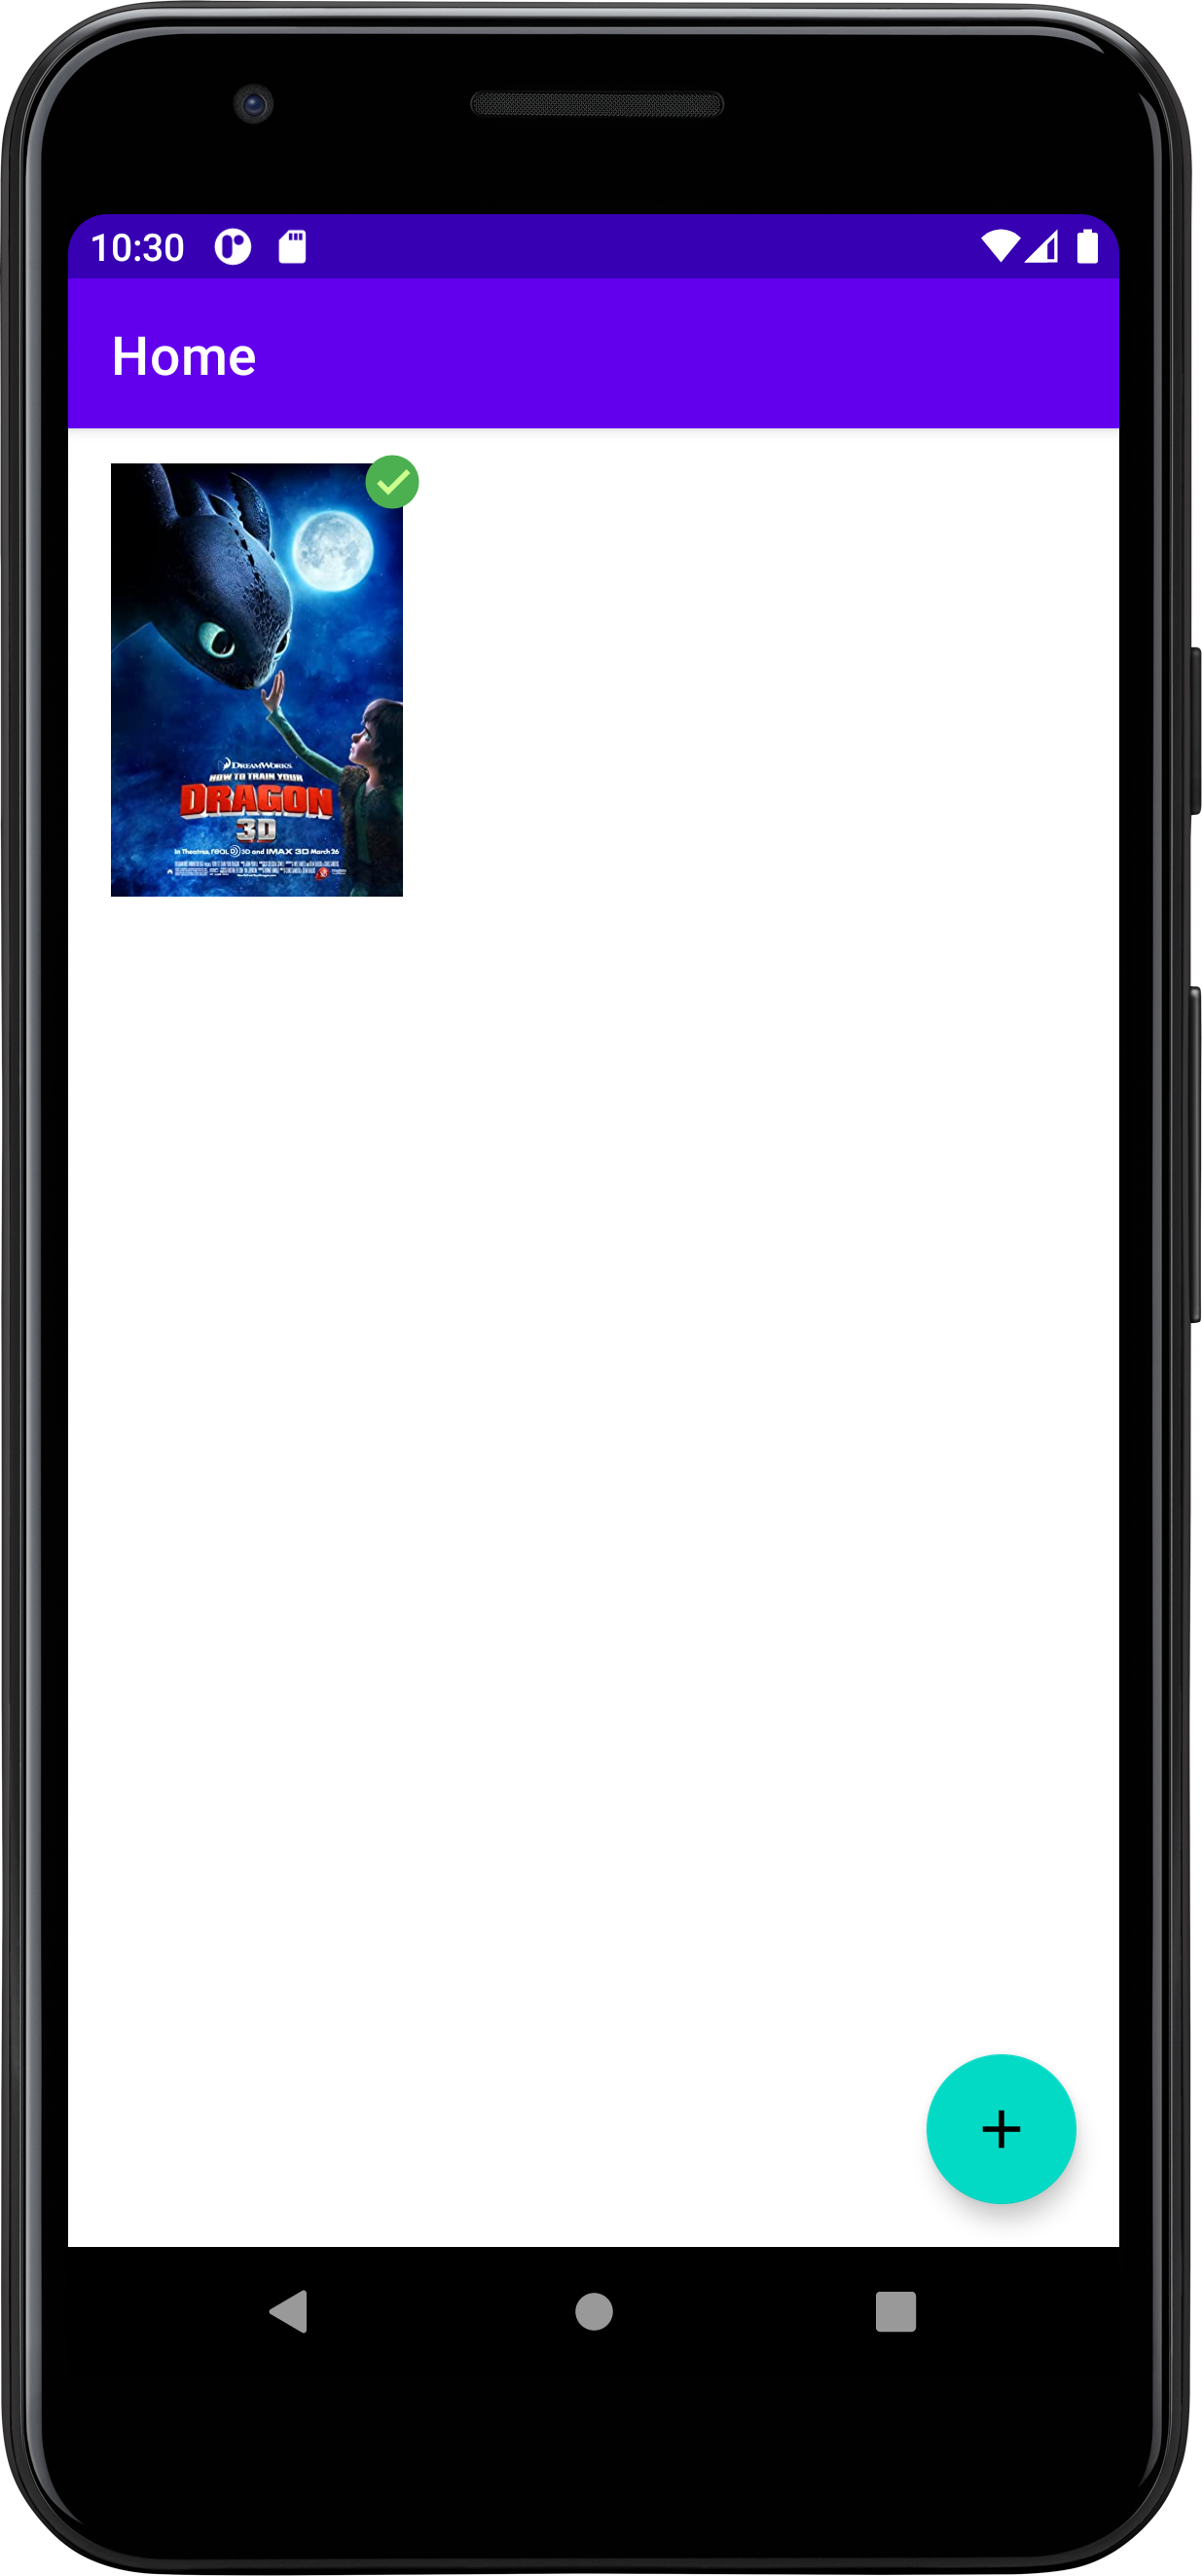 10:30
Home
DREAMWORKS
HOW TO TRAIN YOUR
DRAGON
3D
In Theatres, REAL D 3D and IMAX 3D March 26